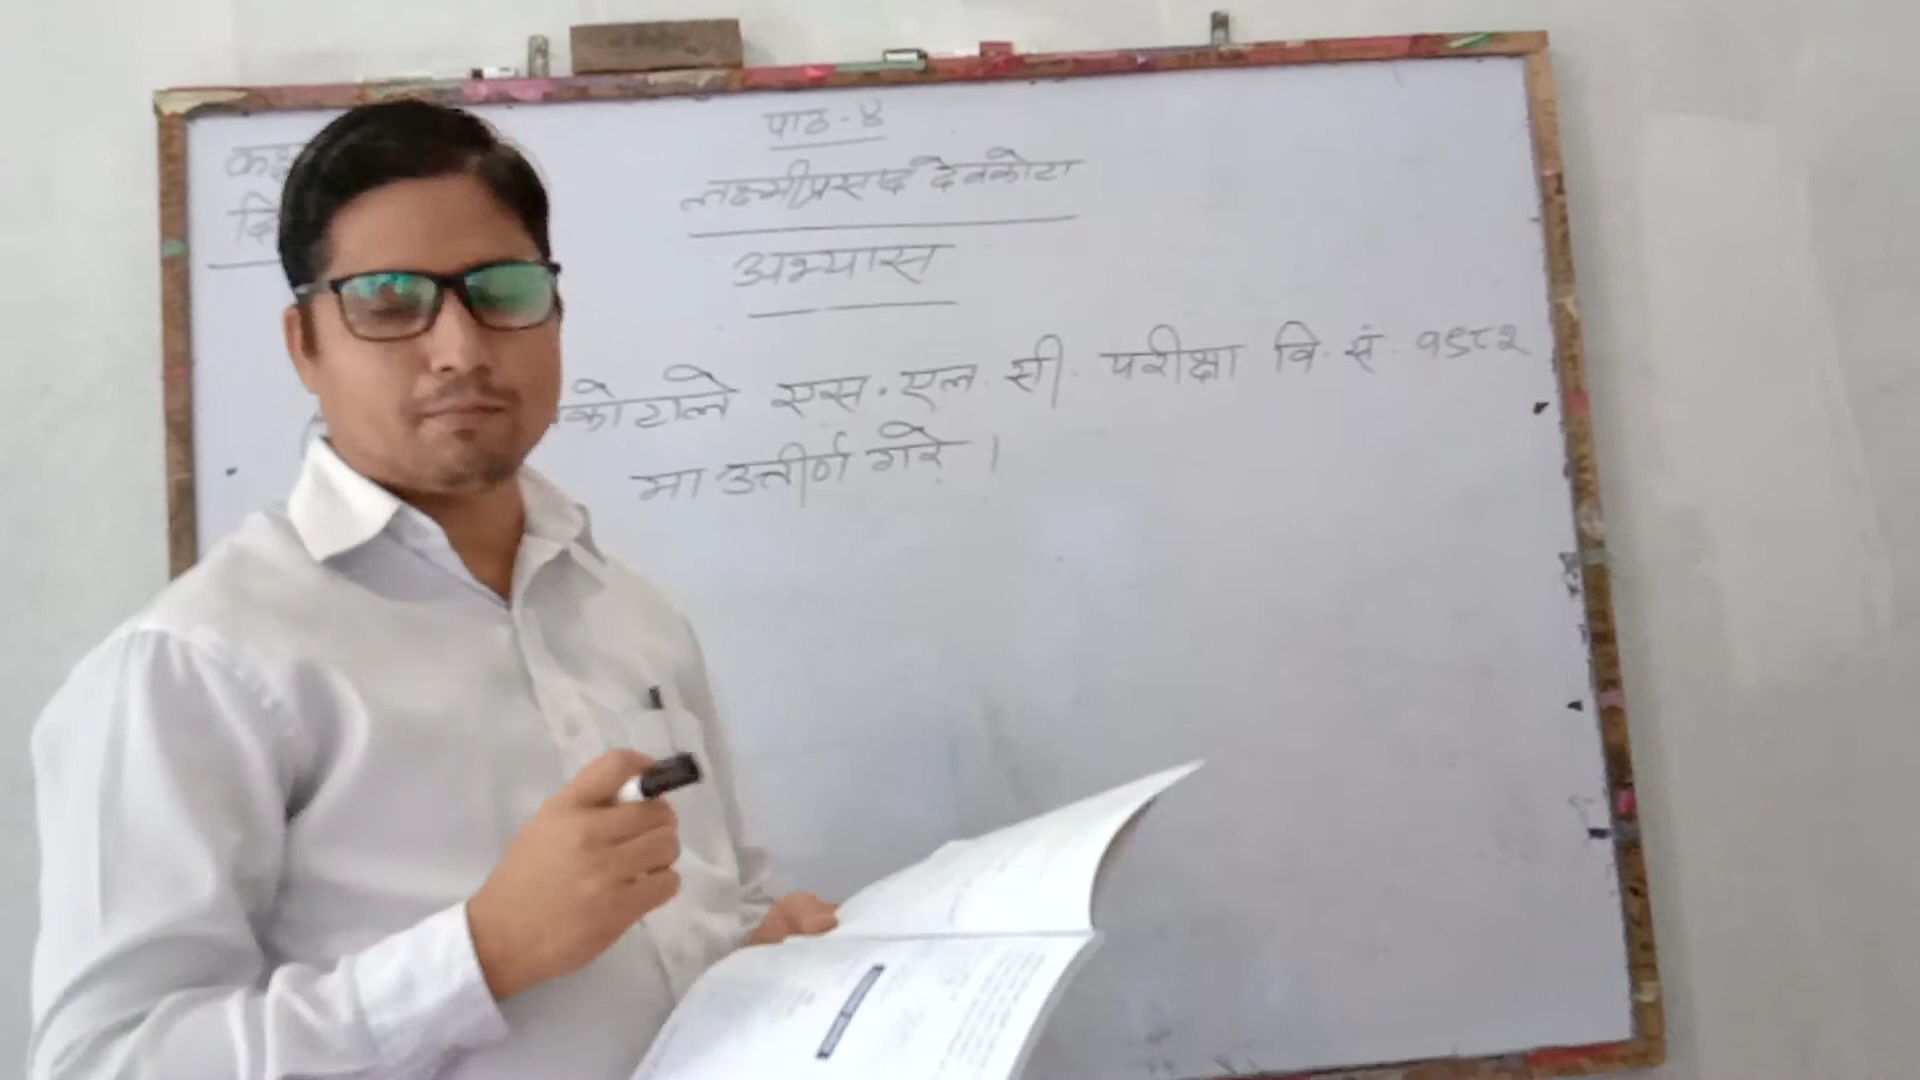 पाठ-४
लक्ष्मीप्रसाद देवकोटा
अभ्यास
कोटाले एस.एल.सी. परीक्षा वि.सं. १९८२
मा उत्तीर्ण गरे ।